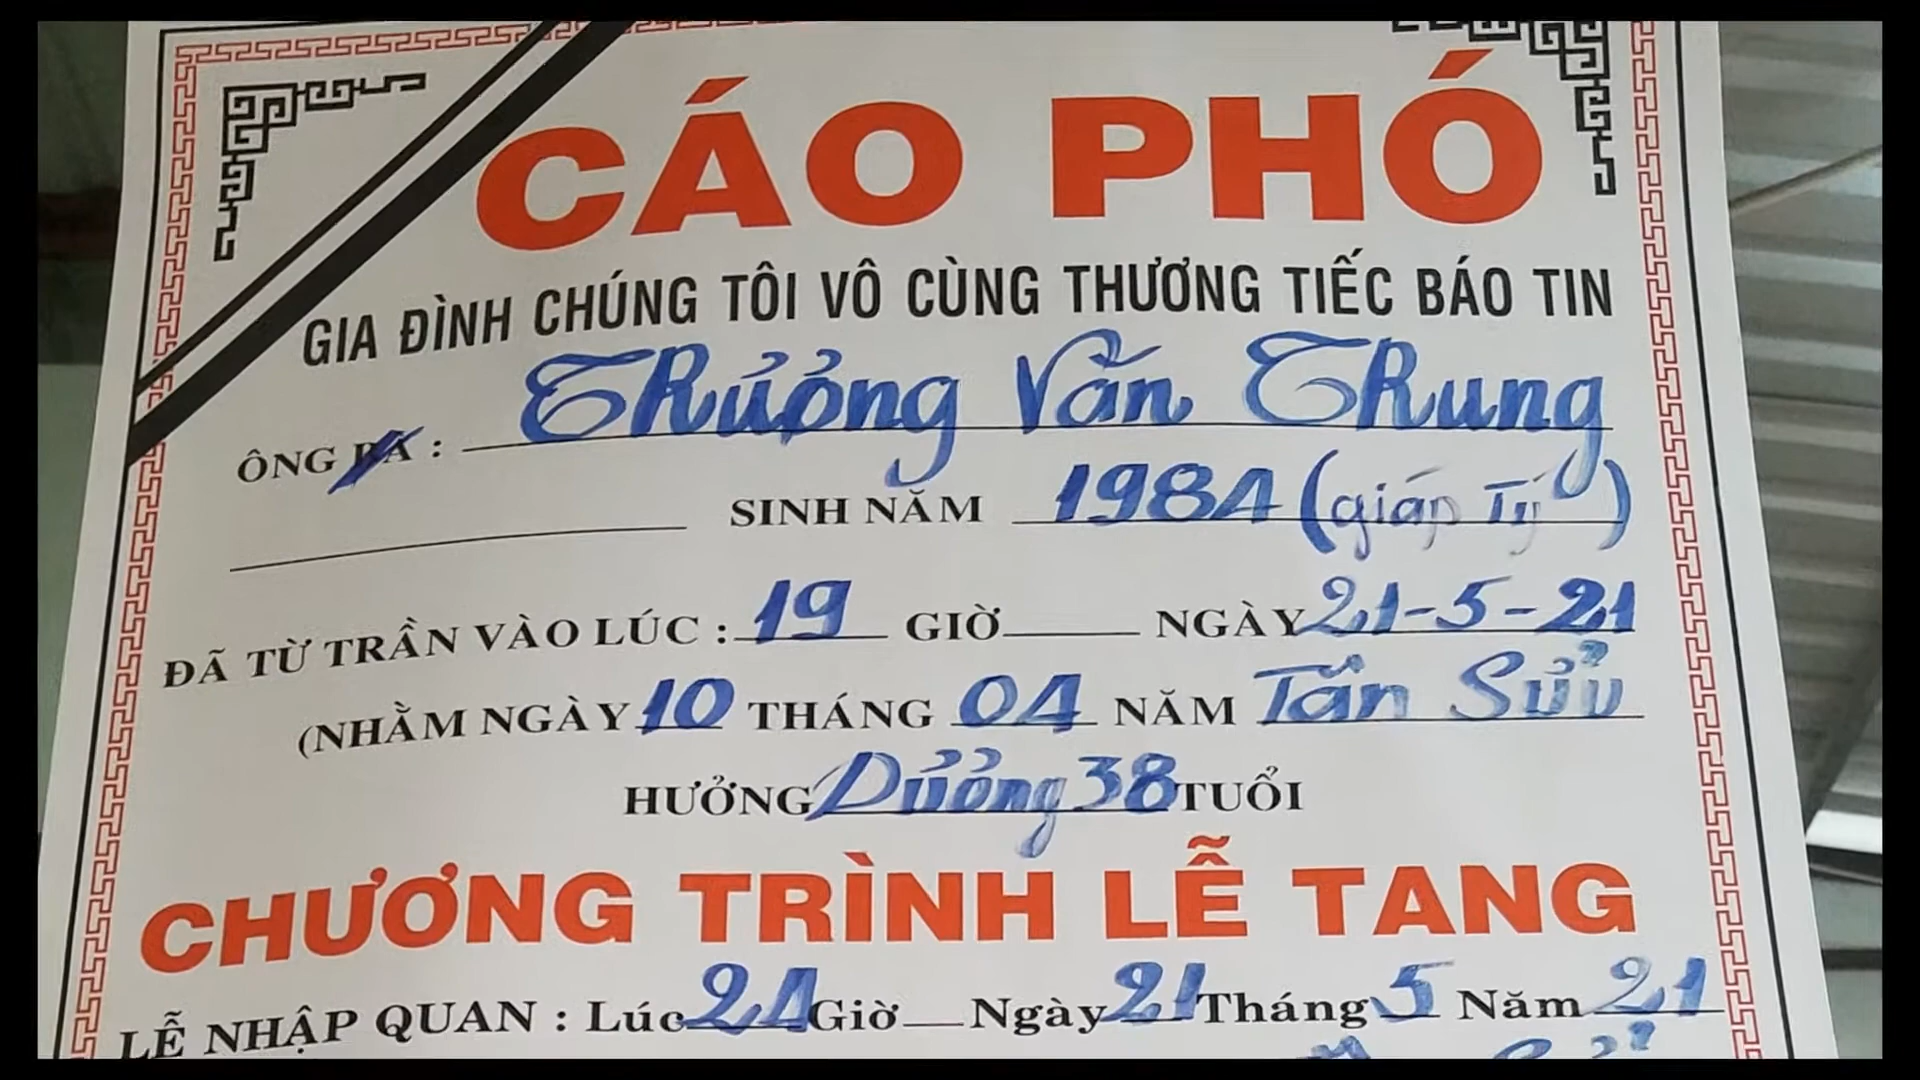 CÁO PHÓ
GIA ĐÌNH CHÚNG TÔI VÔ CÙNG THƯƠNG TIẾC BÁO TIN
ÔNG BÀ : Trưởng Văn Trung
SINH NĂM 1984 (giáp Tý)
ĐÃ TỪ TRẦN VÀO LÚC : 19 GIỜ NGÀY 21-5-21
(NHẰM NGÀY 10 THÁNG 04 NĂM Tân Sửu
HƯỞNG Dưởng 38 TUỔI
CHƯƠNG TRÌNH LỄ TANG
LỄ NHẬP QUAN : Lúc 24 Giờ Ngày 21 Tháng 5 Năm 21